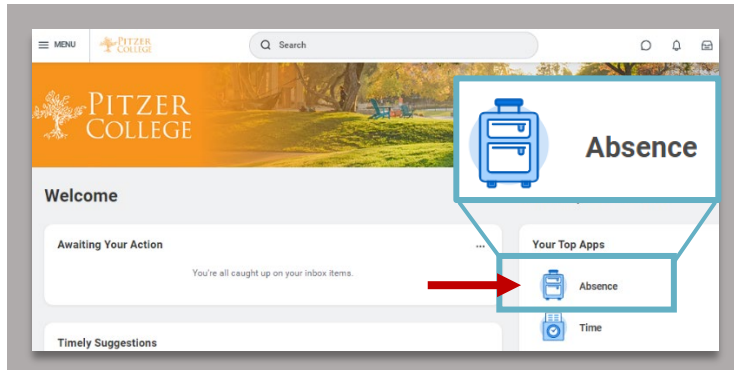 MENU
PITZER
COLLEGE
Search
PITZER
COLLEGE
Absence
Welcome
Awaiting Your Action
...
You're all caught up on your inbox items.
Your Top Apps
Absence
Time
Timely Suggestions